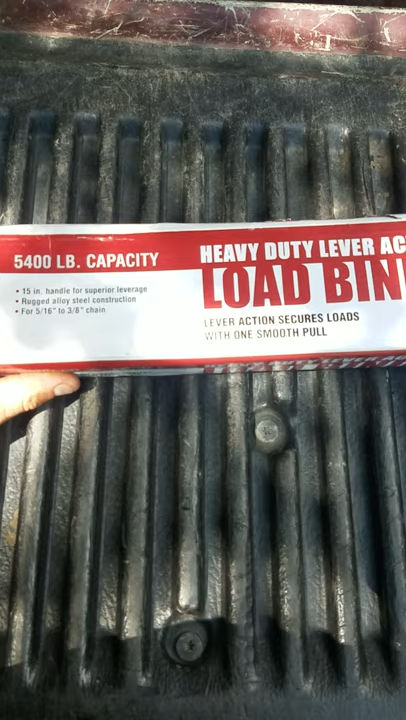 5400 LB. CAPACITY
• 15 in. handle for superior leverage
• Rugged alloy steel construction
• For 5/16" to 3/8" chain
HEAVY DUTY LEVER AC
LOAD BIN
LEVER ACTION SECURES LOADS
WITH ONE SMOOTH PULL